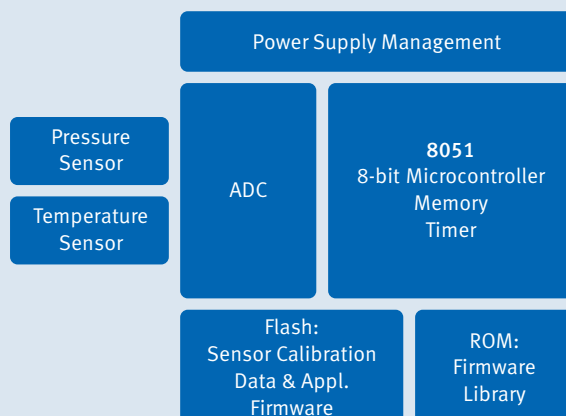 Power Supply Management
Pressure
Sensor
Temperature
Sensor
ADC
8051
8-bit Microcontroller
Memory
Timer
Flash:
Sensor Calibration
Data & Appl.
Firmware
ROM:
Firmware
Library